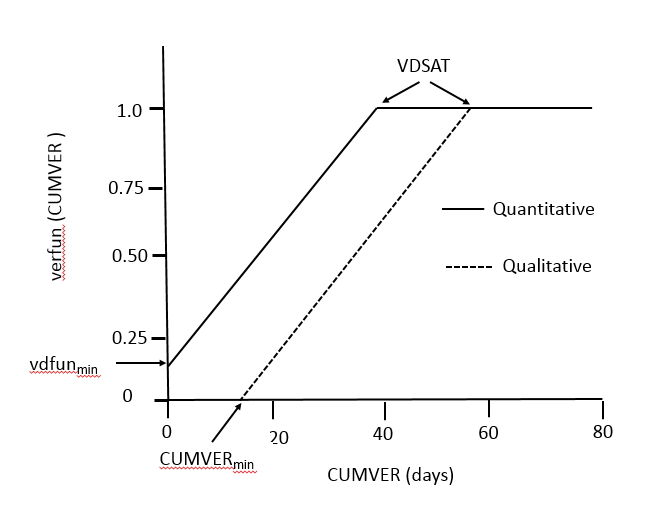 VDSAT
1.0
0.75
0.50
0.25
0
verfun (CUMVER )
Quantitative
Qualitative
vdfunmin
0
20
40
60
80
CUMVERmin
CUMVER (days)